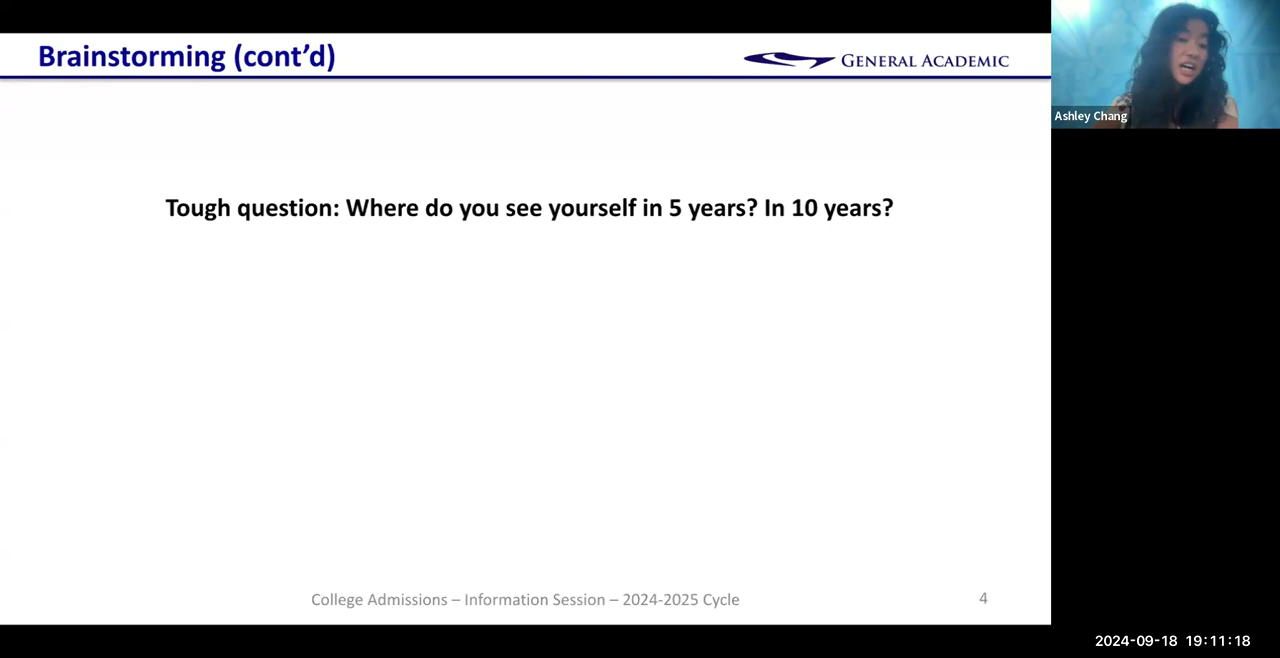 Brainstorming (cont’d)
GENERAL ACADEMIC
Ashley Chang
Tough question: Where do you see yourself in 5 years? In 10 years?
College Admissions – Information Session – 2024-2025 Cycle
4
2024-09-18 19:11:18